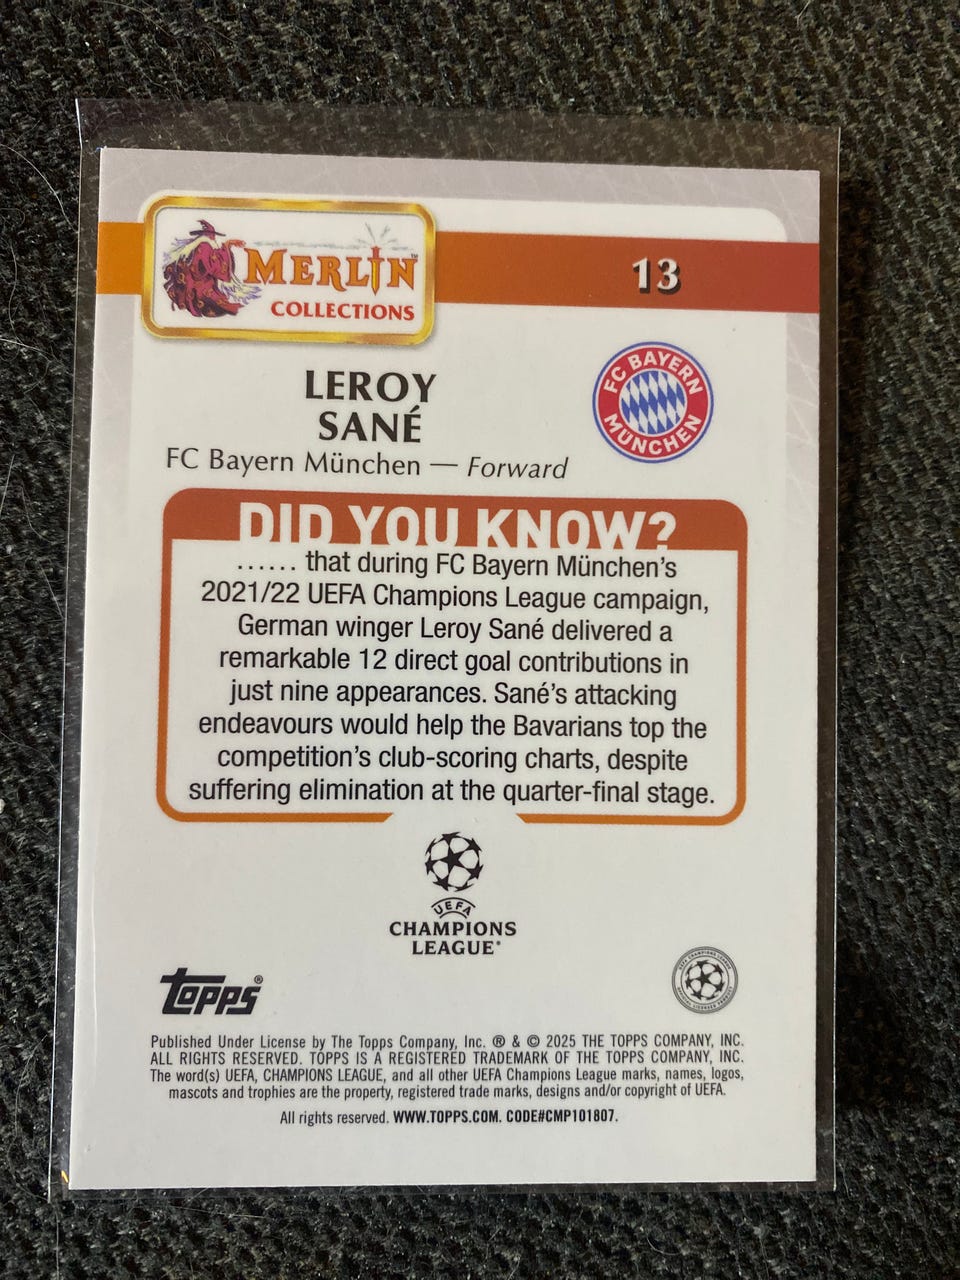 MERLIN™
COLLECTIONS
13
LEROY
SANÉ
FC BAYERN
MÜNCHEN
FC Bayern München — Forward
DID YOU KNOW?
...... that during FC Bayern München's
2021/22 UEFA Champions League campaign,
German winger Leroy Sané delivered a
remarkable 12 direct goal contributions in
just nine appearances. Sané's attacking
endeavours would help the Bavarians top the
competition's club-scoring charts, despite
suffering elimination at the quarter-final stage.
UEFA
CHAMPIONS
LEAGUE®
Topps®
Published Under License by The Topps Company, Inc. ® & © 2025 THE TOPPS COMPANY, INC.
ALL RIGHTS RESERVED. TOPPS IS A REGISTERED TRADEMARK OF THE TOPPS COMPANY, INC.
The word(s) UEFA, CHAMPIONS LEAGUE, and all other UEFA Champions League marks, names, logos,
mascots and trophies are the property, registered trade marks, designs and/or copyright of UEFA.
All rights reserved. WWW.TOPPS.COM. CODE#CMP101807.